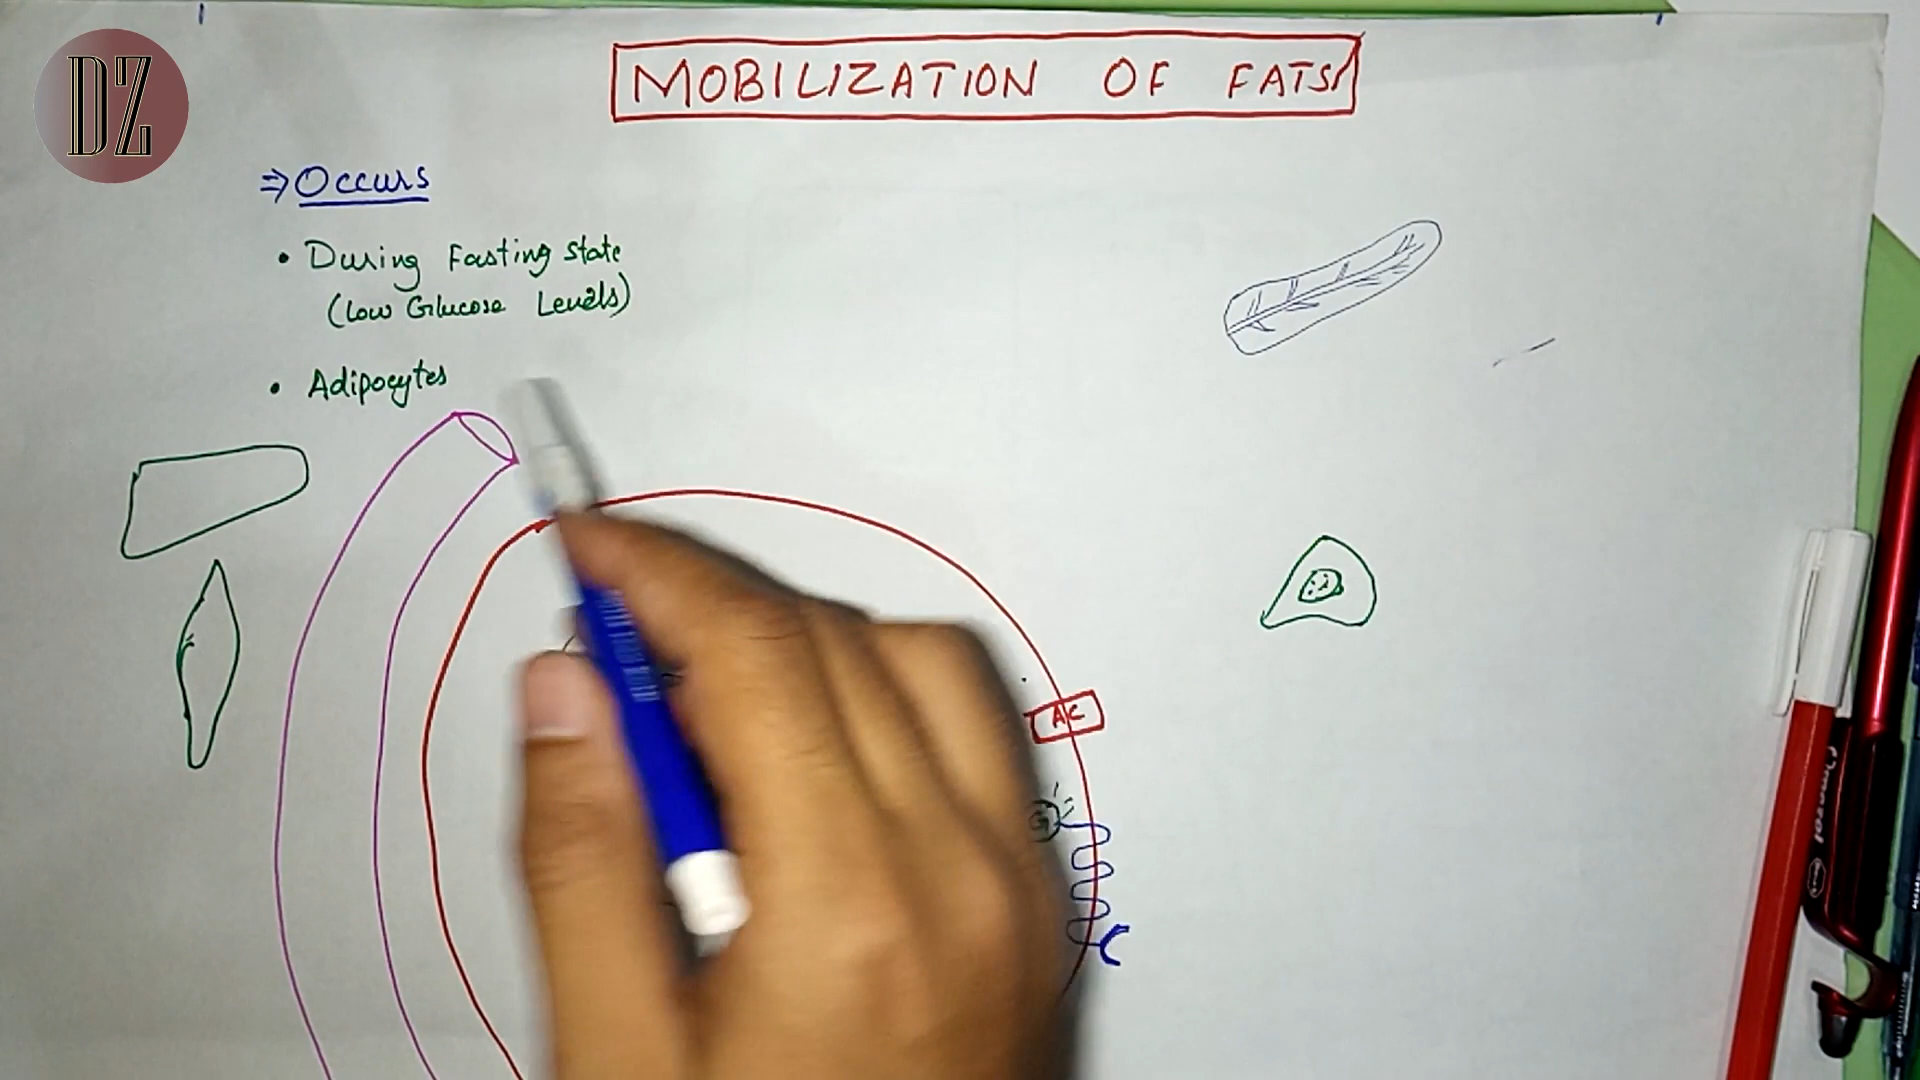 DZ
MOBILIZATION OF FATS
⇒ Occurs
• During Fasting state
(Low Glucose Levels)
• Adipocytes
AC
G